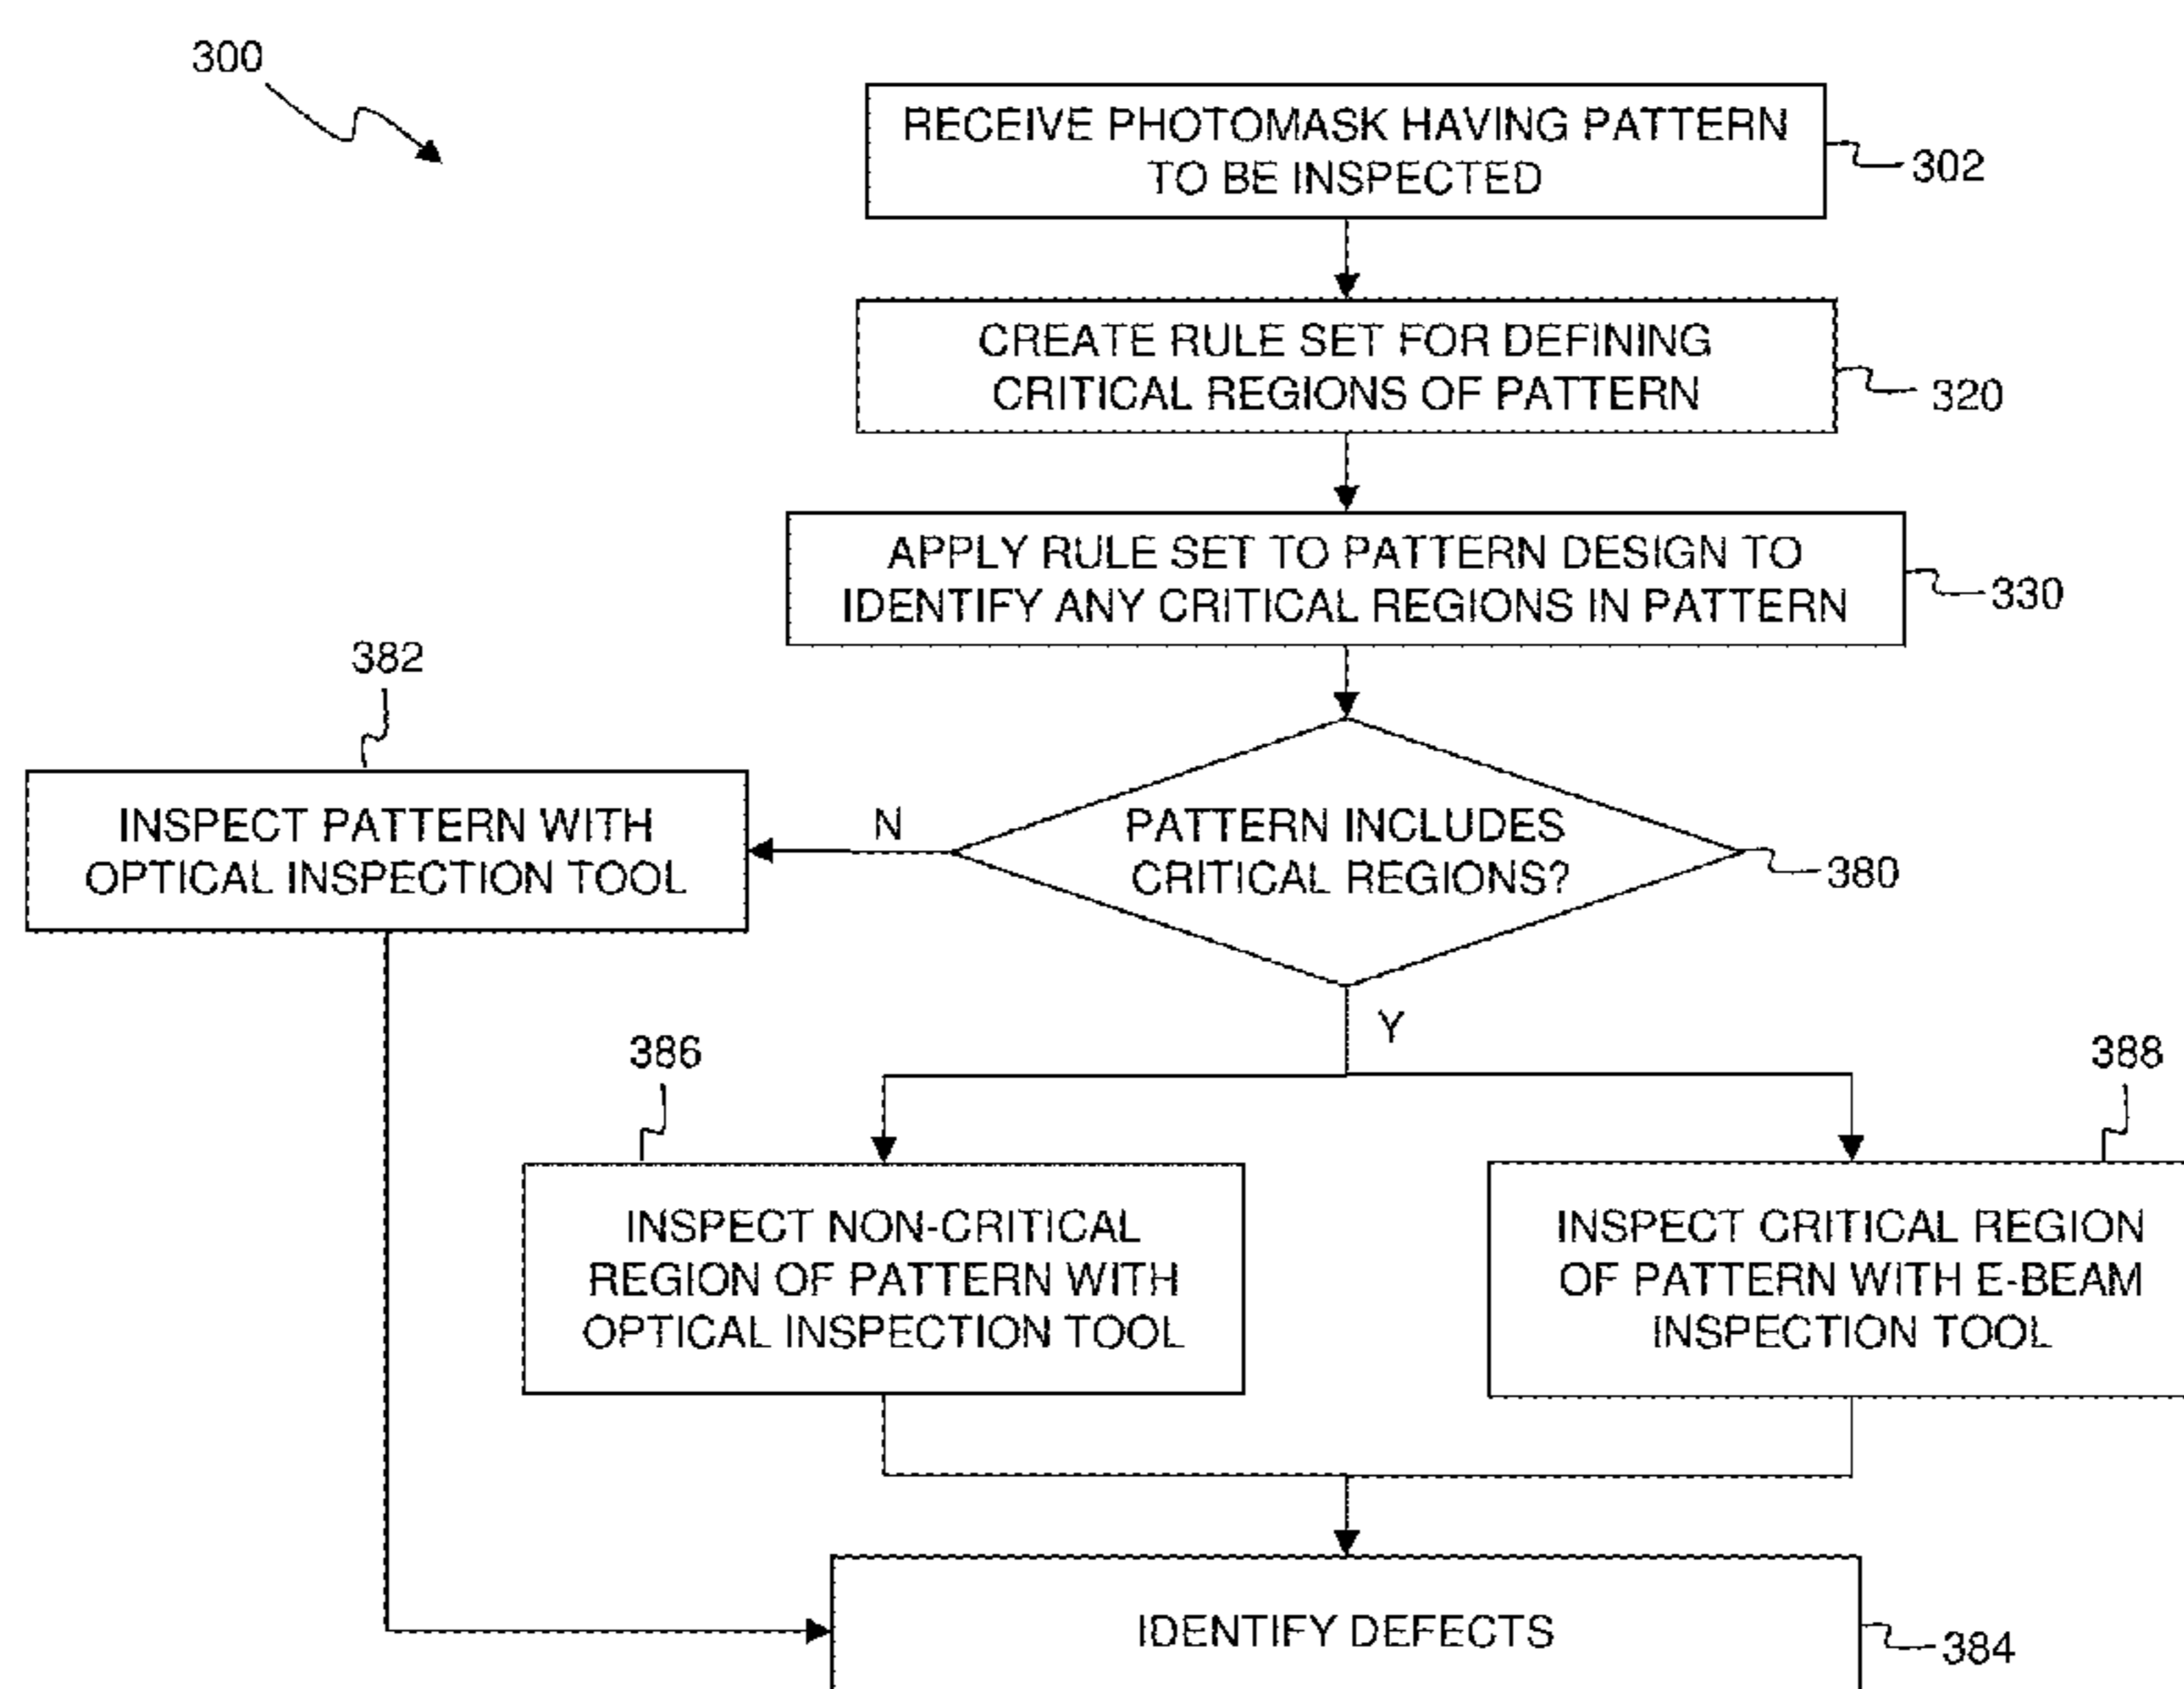 300
RECEIVE PHOTOMASK HAVING PATTERN
TO BE INSPECTED
302
CREATE RULE SET FOR DEFINING
CRITICAL REGIONS OF PATTERN
320
APPLY RULE SET TO PATTERN DESIGN TO
IDENTIFY ANY CRITICAL REGIONS IN PATTERN
330
382
INSPECT PATTERN WITH
OPTICAL INSPECTION TOOL
N
PATTERN INCLUDES
CRITICAL REGIONS?
380
Y
386
388
INSPECT NON-CRITICAL
REGION OF PATTERN WITH
OPTICAL INSPECTION TOOL
INSPECT CRITICAL REGION
OF PATTERN WITH E-BEAM
INSPECTION TOOL
IDENTIFY DEFECTS
384